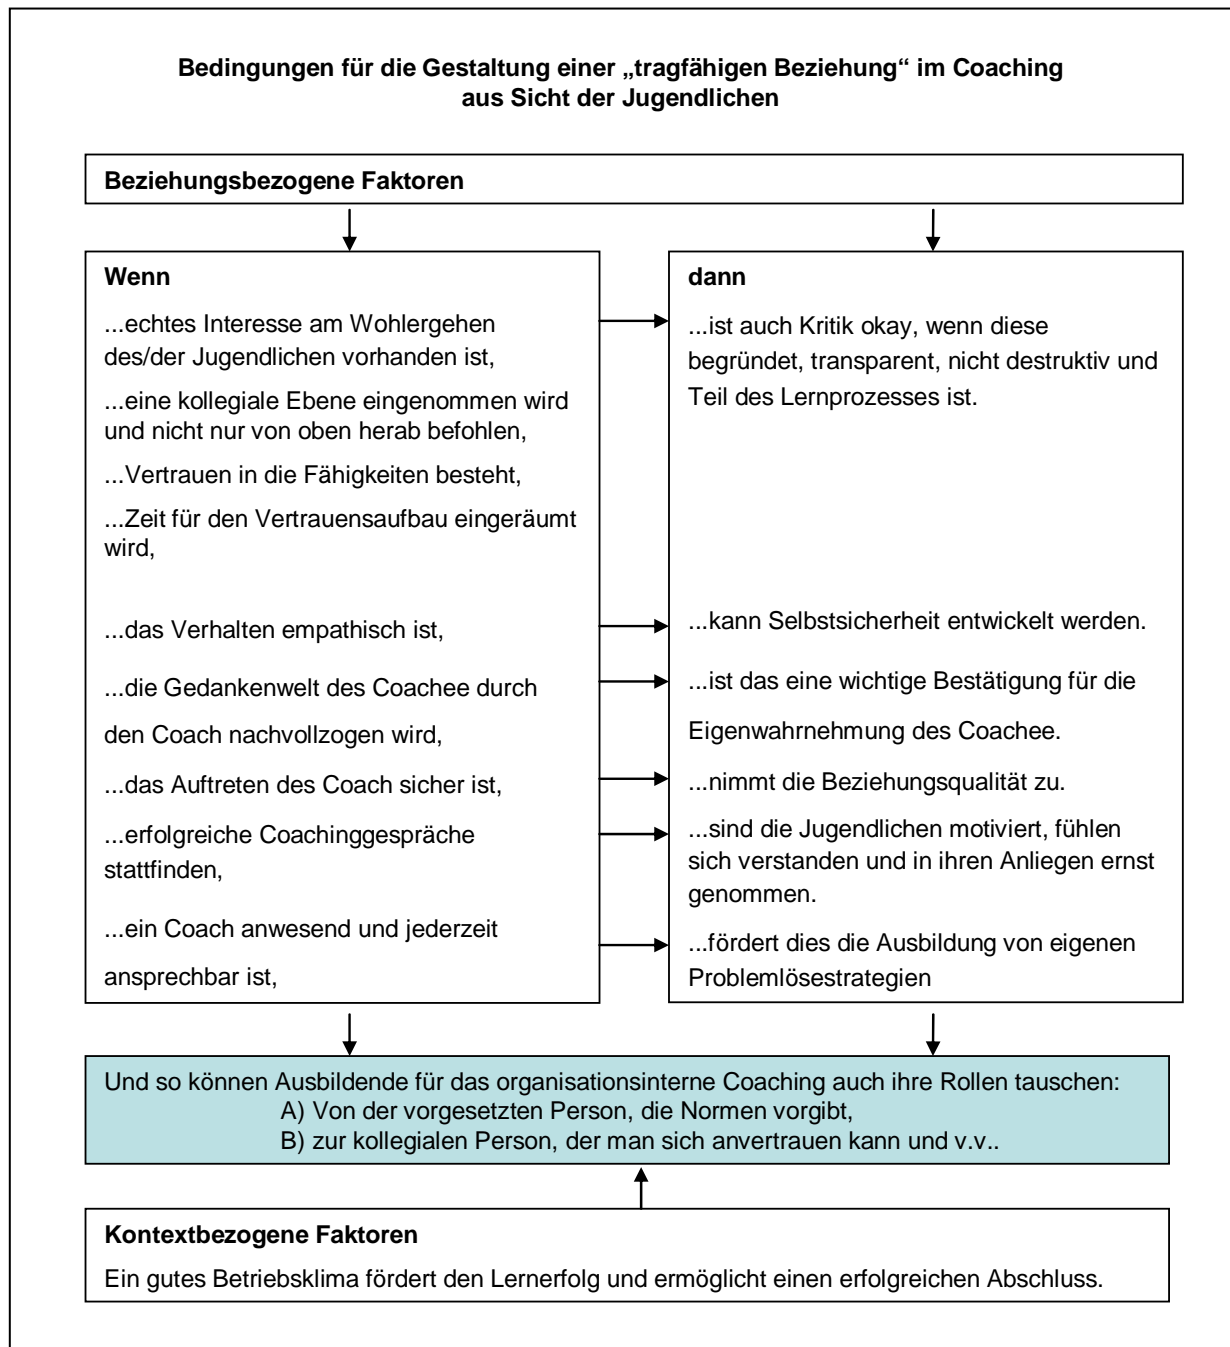 Bedingungen für die Gestaltung einer „tragfähigen Beziehung“ im Coaching
aus Sicht der Jugendlichen
Beziehungsbezogene Faktoren
Wenn
...echtes Interesse am Wohlergehen
des/der Jugendlichen vorhanden ist,
...eine kollegiale Ebene eingenommen wird
und nicht nur von oben herab befohlen,
...Vertrauen in die Fähigkeiten besteht,
...Zeit für den Vertrauensaufbau eingeräumt
wird,
...das Verhalten empathisch ist,
...die Gedankenwelt des Coachee durch
den Coach nachvollzogen wird,
...das Auftreten des Coach sicher ist,
...erfolgreiche Coachinggespräche
stattfinden,
...ein Coach anwesend und jederzeit
ansprechbar ist,
dann
...ist auch Kritik okay, wenn diese
begründet, transparent, nicht destruktiv und
Teil des Lernprozesses ist.
...kann Selbstsicherheit entwickelt werden.
...ist das eine wichtige Bestätigung für die
Eigenwahrnehmung des Coachee.
...nimmt die Beziehungsqualität zu.
...sind die Jugendlichen motiviert, fühlen
sich verstanden und in ihren Anliegen ernst
genommen.
...fördert dies die Ausbildung von eigenen
Problemlösestrategien
Und so können Ausbildende für das organisationsinterne Coaching auch ihre Rollen tauschen:
A) Von der vorgesetzten Person, die Normen vorgibt,
B) zur kollegialen Person, der man sich anvertrauen kann und v.v..
Kontextbezogene Faktoren
Ein gutes Betriebsklima fördert den Lernerfolg und ermöglicht einen erfolgreichen Abschluss.